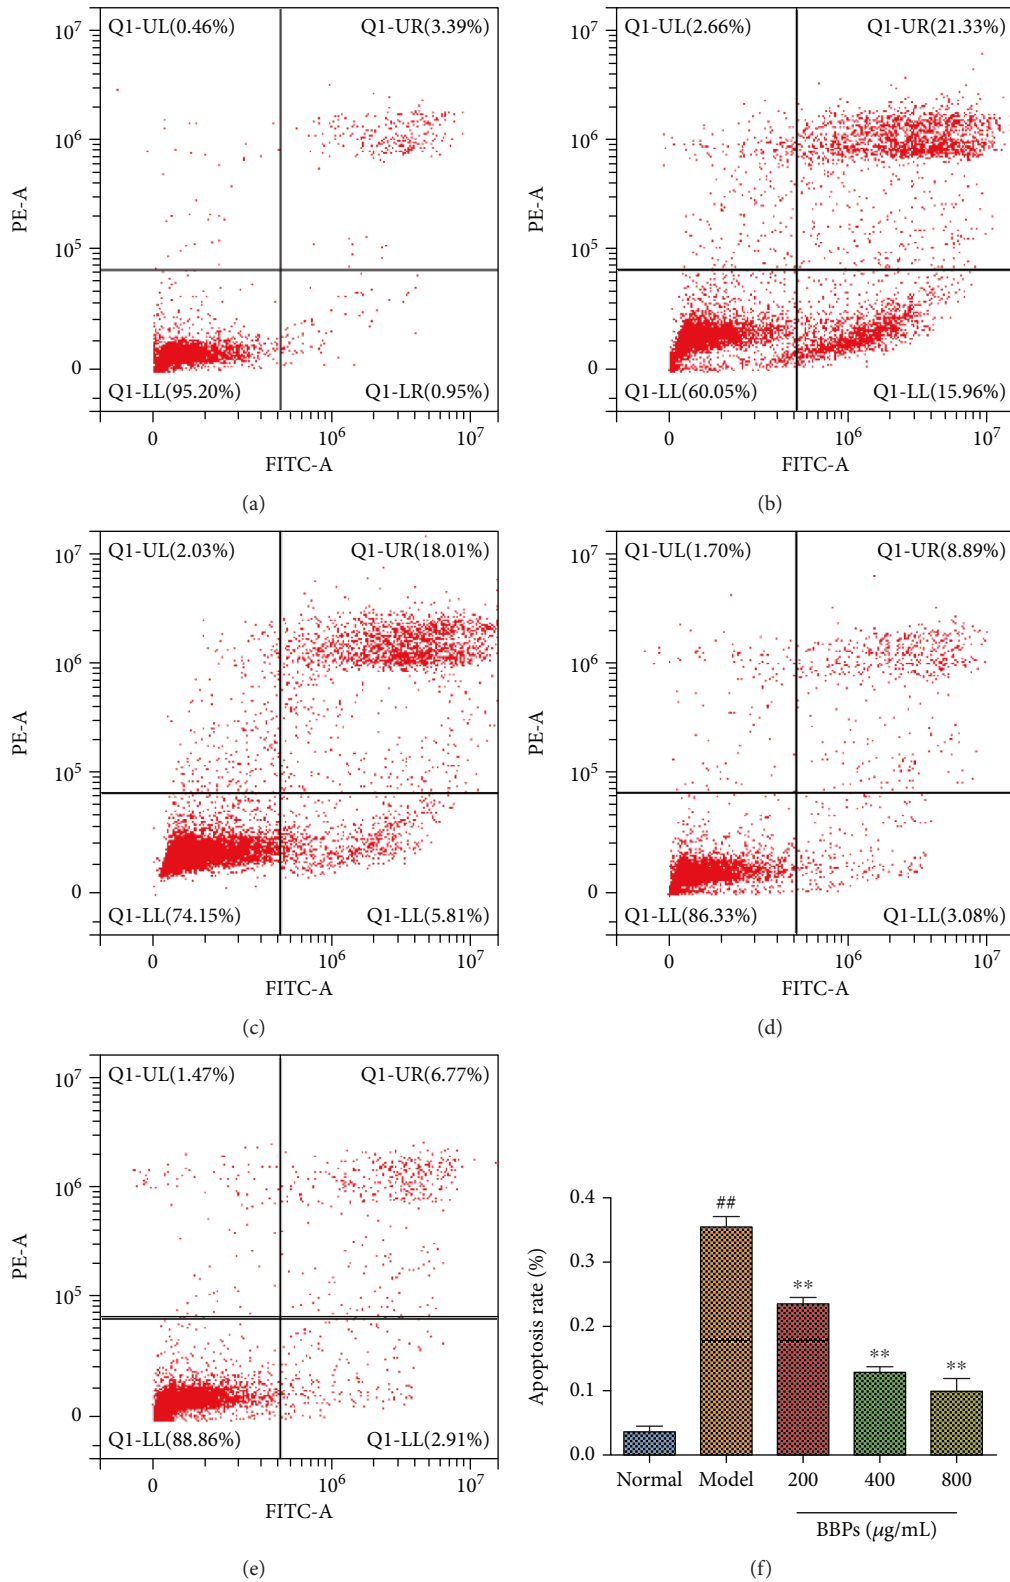 Q1-UL(0.46%) Q1-UR(3.39%)
10⁷
10⁶
10⁵
0
PE-A
Q1-LL(95.20%) Q1-LR(0.95%)
0 10⁶ 10⁷
FITC-A
(a)
Q1-UL(2.66%) Q1-UR(21.33%)
10⁷
10⁶
10⁵
0
PE-A
Q1-LL(60.05%) Q1-LL(15.96%)
0 10⁶ 10⁷
FITC-A
(b)
Q1-UL(2.03%) Q1-UR(18.01%)
10⁷
10⁶
10⁵
0
PE-A
Q1-LL(74.15%) Q1-LL(5.81%)
0 10⁶ 10⁷
FITC-A
(c)
Q1-UL(1.70%) Q1-UR(8.89%)
10⁷
10⁶
10⁵
0
PE-A
Q1-LL(86.33%) Q1-LL(3.08%)
0 10⁶ 10⁷
FITC-A
(d)
Q1-UL(1.47%) Q1-UR(6.77%)
10⁷
10⁶
10⁵
0
PE-A
Q1-LL(88.86%) Q1-LL(2.91%)
0 10⁶ 10⁷
FITC-A
(e)
0.4
0.3
0.2
0.1
0.0
Apoptosis rate (%)
##
**
**
**
Normal Model 200 400 800
BBPs (μg/mL)
(f)